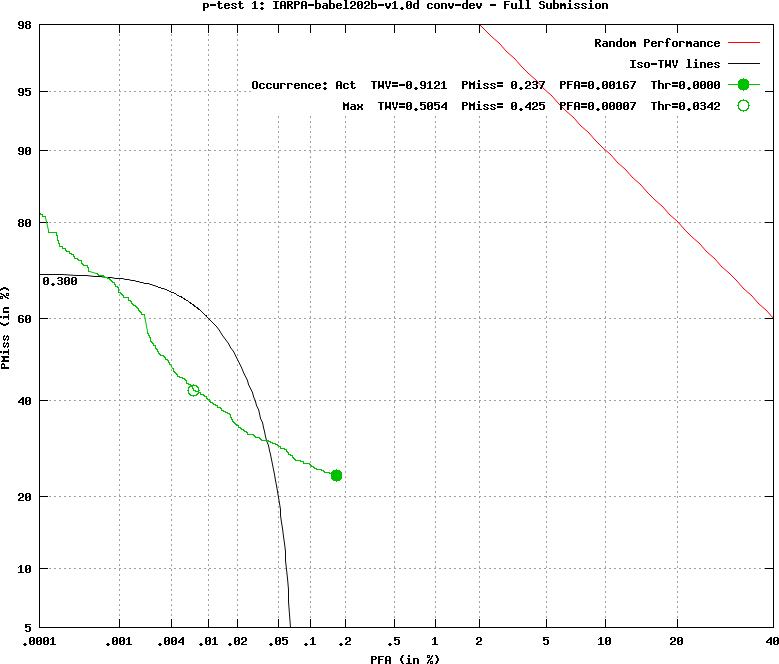 p-test 1: IARPA-babel202b-v1.0d conv-dev - Full Submission
Random Performance
Iso-TWV lines
Occurrence: Act TWV=-0.9121 PMiss= 0.237 PFA=0.00167 Thr=0.0000
Max TWV=0.5054 PMiss= 0.425 PFA=0.00007 Thr=0.0342
98
95
90
80
60
40
20
10
5
0.300
PMiss (in %)
.0001 .001 .004 .01 .02 .05 .1 .2 .5 1 2 5 10 20 40
PFA (in %)